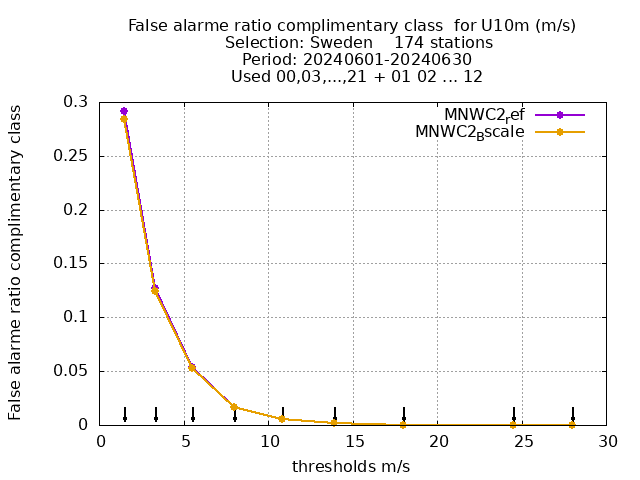 False alarme ratio complimentary class  for U10m (m/s)
Selection: Sweden    174 stations
Period: 20240601-20240630
Used 00,03,...,21 + 01 02 ... 12
False alarme ratio complimentary class
0.3
0.25
0.2
0.15
0.1
0.05
0
MNWC2ref
MNWC2Bscale
0 5 10 15 20 25 30
thresholds m/s